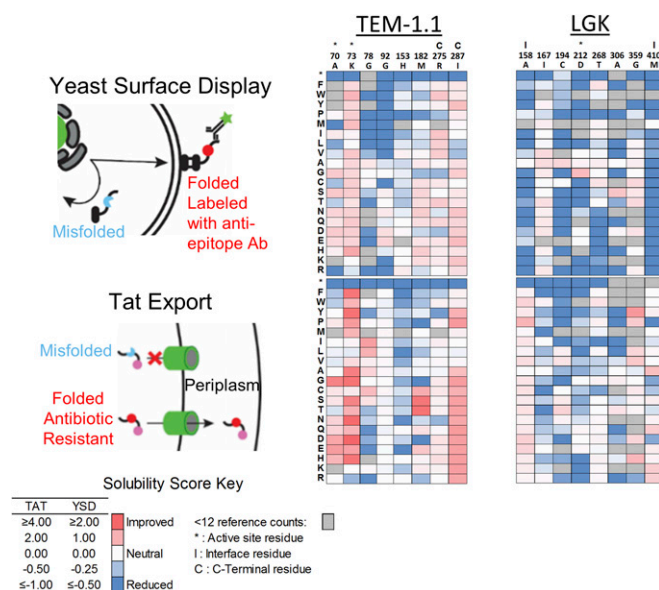 TEM-1.1
LGK
* * C C
70 73 78 92 153 182 275 287
A K G G H M R I
I * I
158 167 194 212 268 306 359 410
A I C D T A G M
Yeast Surface Display
Folded
Labeled
with anti-
epitope Ab
Misfolded
*
F
W
Y
P
M
I
L
V
A
G
C
S
T
N
Q
D
E
H
K
R
Tat Export
Misfolded
Periplasm
Folded
Antibiotic
Resistant
*
F
W
Y
P
M
I
L
V
A
G
C
S
T
N
Q
D
E
H
K
R
Solubility Score Key
TAT YSD
≥4.00 ≥2.00 Improved
2.00 1.00
0.00 0.00 Neutral
-0.50 -0.25
≤-1.00 ≤-0.50 Reduced
<12 reference counts:
* : Active site residue
I : Interface residue
C : C-Terminal residue